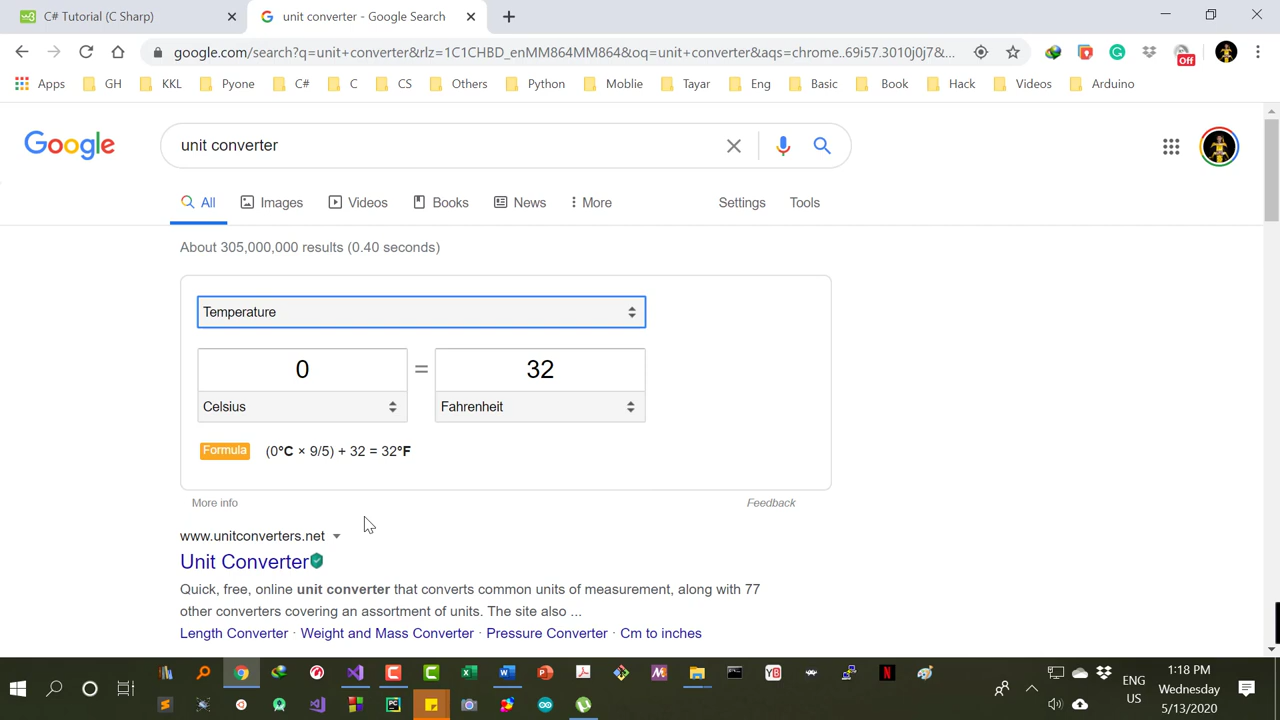 C# Tutorial (C Sharp)
unit converter - Google Search
google.com/search?q=unit+converter&rlz=1C1CHBD_enMM864MM864&oq=unit+converter&aqs=chrome..69i57.3010j0j7&...
Off
Apps GH KKL Pyone C# C CS Others Python Moblie Tayar Eng Basic Book Hack Videos Arduino
Google
unit converter
All Images Videos Books News More Settings Tools
About 305,000,000 results (0.40 seconds)
Temperature
0 = 32
Celsius Fahrenheit
Formula (0°C × 9/5) + 32 = 32°F
More info Feedback
www.unitconverters.net
Unit Converter
Quick, free, online unit converter that converts common units of measurement, along with 77
other converters covering an assortment of units. The site also ...
Length Converter · Weight and Mass Converter · Pressure Converter · Cm to inches
ENG
US
1:18 PM
Wednesday
5/13/2020